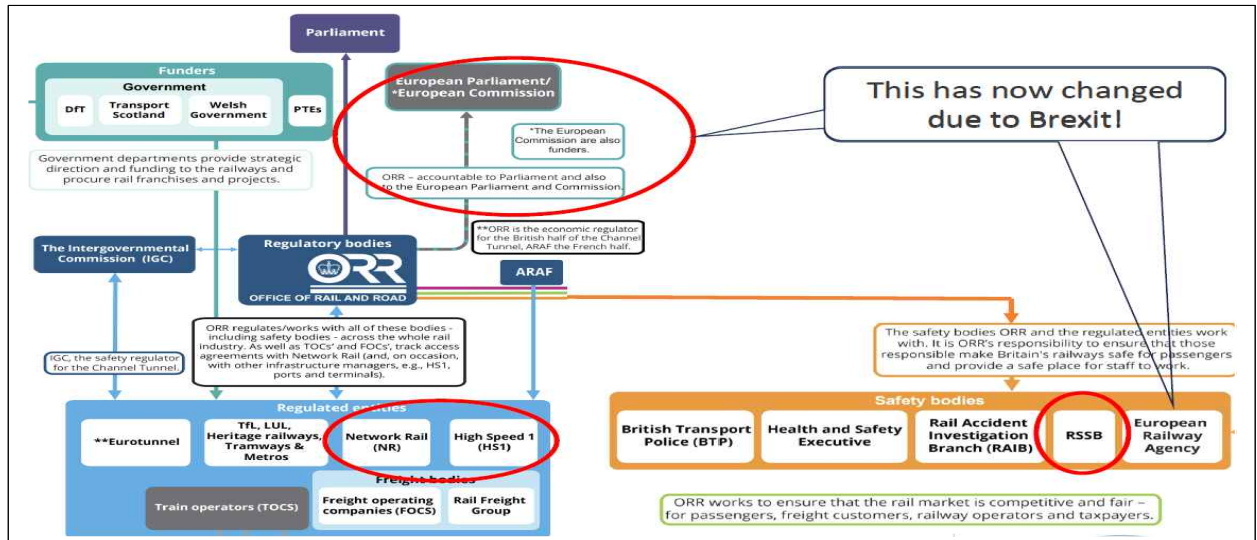 Parliament
Funders
Government
DfT
Transport
Scotland
Welsh
Government
PTEs
Government departments provide strategic
direction and funding to the railways and
procure rail franchises and projects.
European Parliament/
*European Commission
*The European
Commission are also
funders.
ORR – accountable to Parliament and also
to the European Parliament and Commission.
This has now changed
due to Brexit!
The Intergovernmental
Commission (IGC)
Regulatory bodies
ORR
OFFICE OF RAIL AND ROAD
**ORR is the economic regulator
for the British half of the Channel
Tunnel, ARAF the French half.
ARAF
IGC, the safety regulator
for the Channel Tunnel.
ORR regulates/works with all of these bodies -
including safety bodies - across the whole rail
industry. As well as TOCs' and FOCs', track access
agreements with Network Rail (and, on occasion,
with other infrastructure managers, e.g., HS1,
ports and terminals).
The safety bodies ORR and the regulated entities work
with. It is ORR's responsibility to ensure that those
responsible make Britain's railways safe for passengers
and provide a safe place for staff to work.
Regulated entities
**Eurotunnel
TfL, LUL,
Heritage railways,
Tramways &
Metros
Network Rail
(NR)
High Speed 1
(HS1)
Freight bodies
Train operators (TOCS)
Freight operating
companies (FOCS)
Rail Freight
Group
Safety bodies
British Transport
Police (BTP)
Health and Safety
Executive
Rail Accident
Investigation
Branch (RAIB)
RSSB
European
Railway
Agency
ORR works to ensure that the rail market is competitive and fair –
for passengers, freight customers, railway operators and taxpayers.